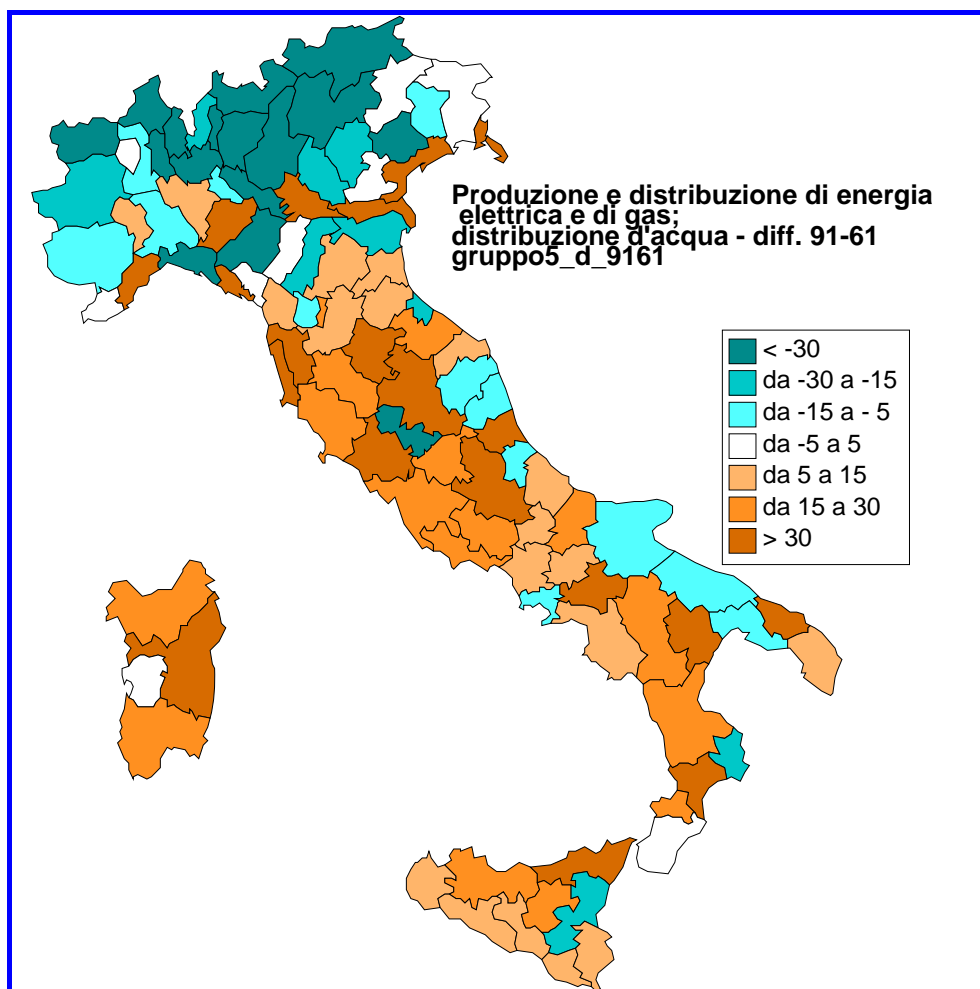 Produzione e distribuzione di energia
elettrica e di gas;
distribuzione d'acqua - diff. 91-61
gruppo5_d_9161
< -30
da -30 a -15
da -15 a - 5
da -5 a 5
da 5 a 15
da 15 a 30
> 30